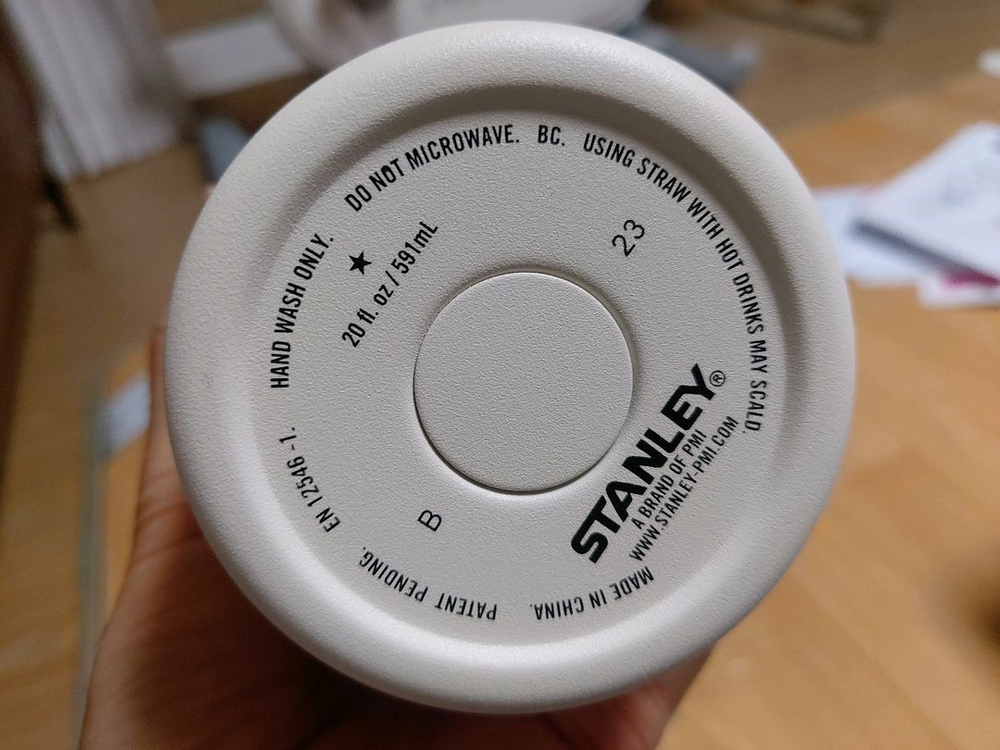 HAND WASH ONLY. DO NOT MICROWAVE. BC. USING STRAW WITH HOT DRINKS MAY SCALD.
MADE IN CHINA. PATENT PENDING. EN 12546 -1.
★
20 fl. oz / 591mL
23
STANLEY®
A BRAND OF PMI
WWW.STANLEY-PMI.COM
B